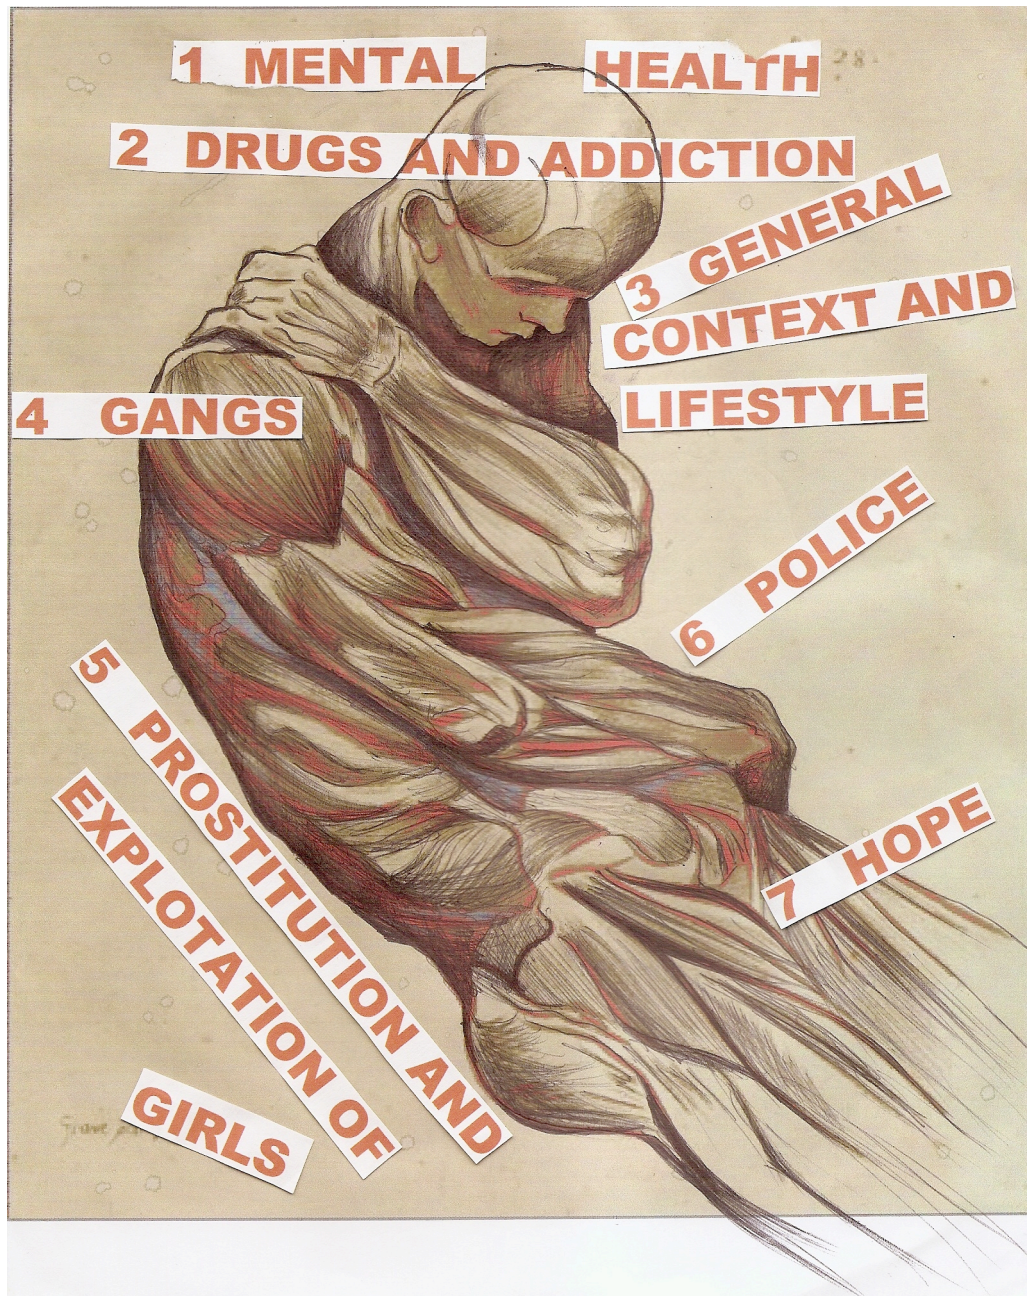 1 MENTAL HEALTH
2 DRUGS AND ADDICTION
3 GENERAL
CONTEXT AND
LIFESTYLE
4 GANGS
5 PROSTITUTION AND
EXPLOTATION OF
GIRLS
6 POLICE
7 HOPE
28.